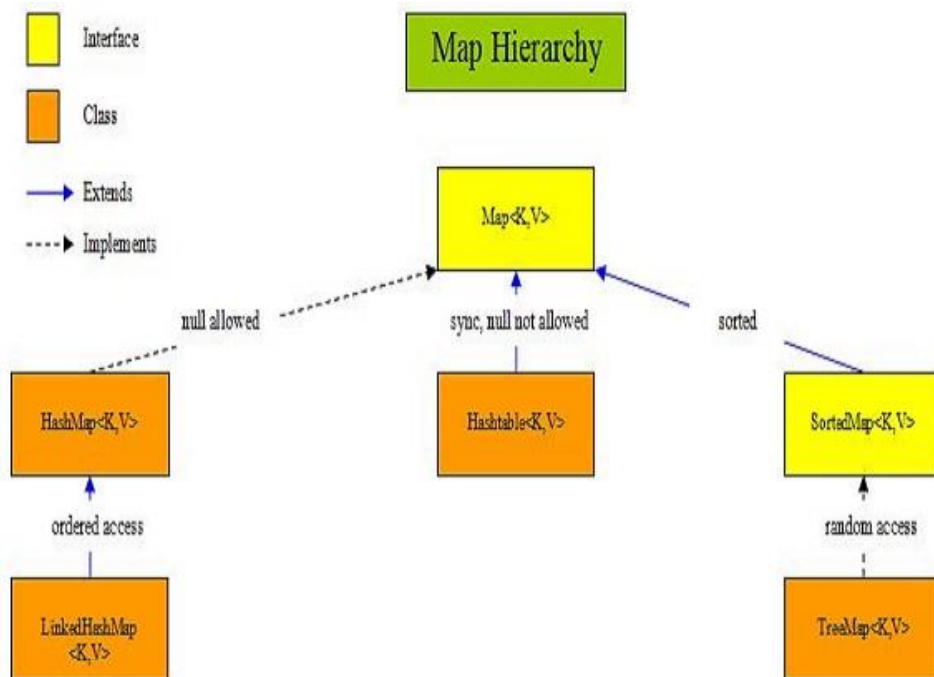 Interface
Map Hierarchy
Class
Extends
Implements
Map<K,V>
null allowed
sync, null not allowed
sorted
HashMap<K,V>
Hashtable<K,V>
SortedMap<K,V>
ordered access
random access
LinkedHashMap
<K,V>
TreeMap<K,V>